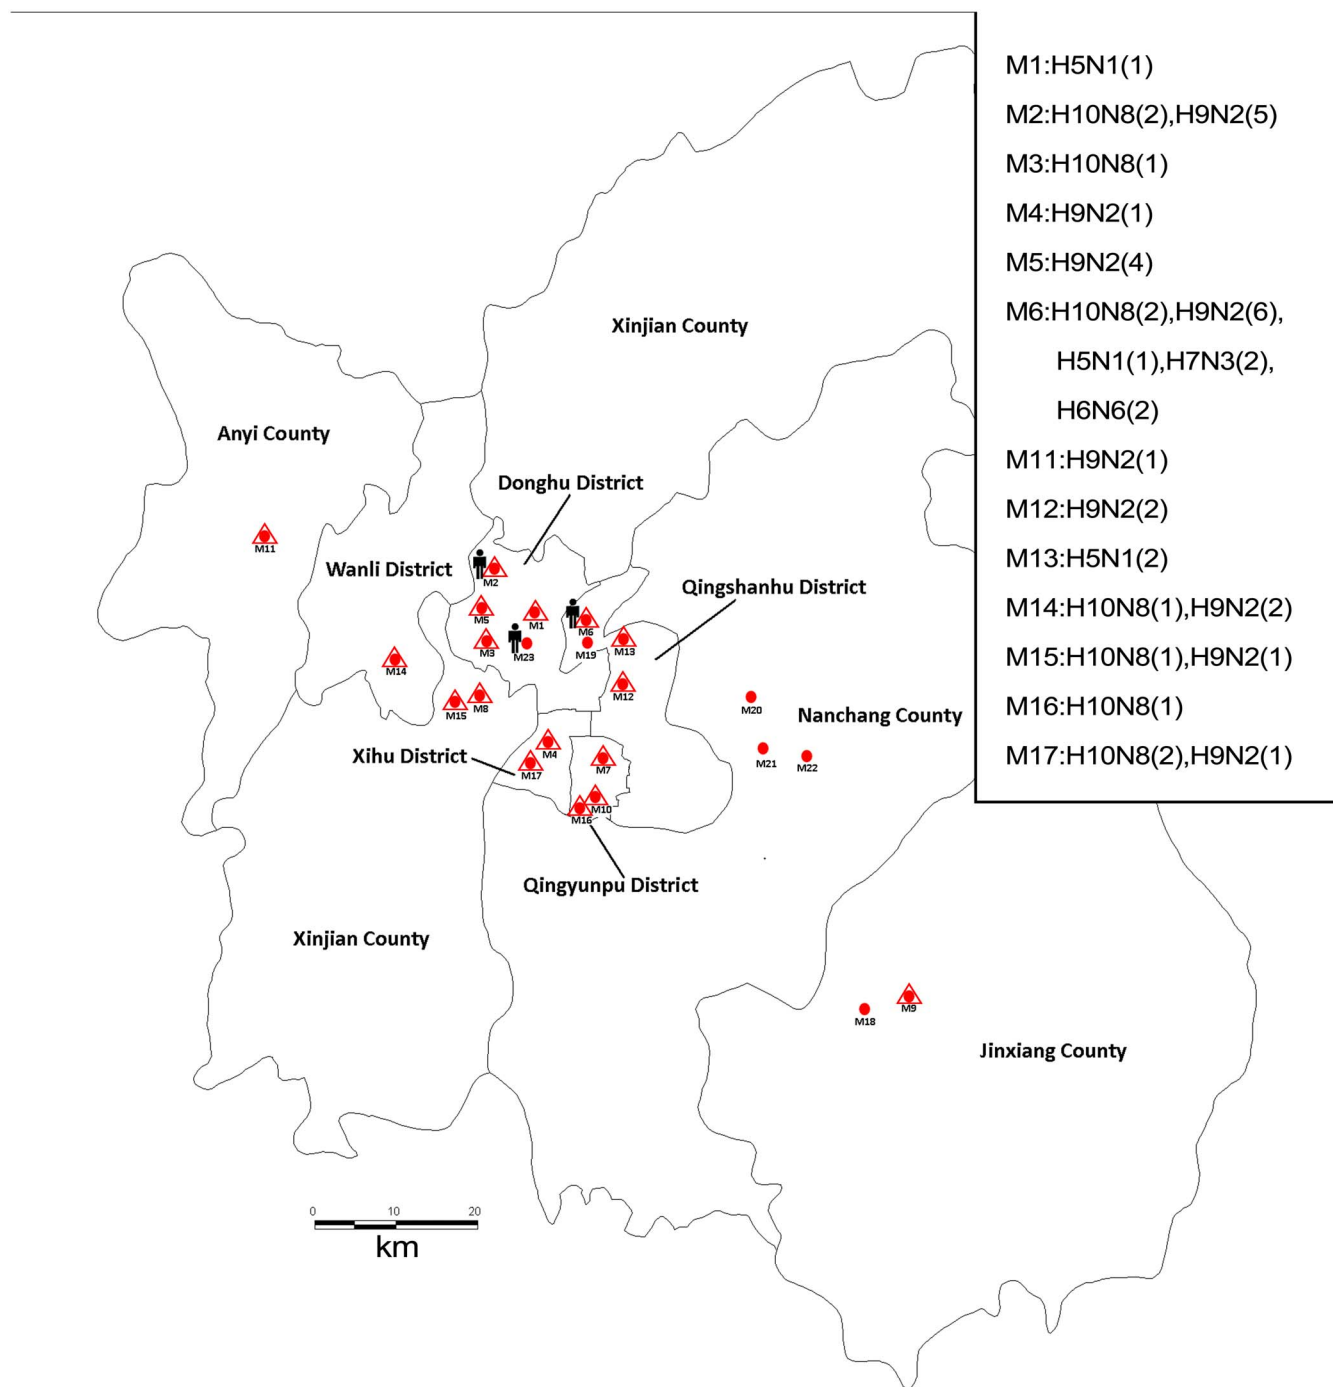 M1:H5N1(1)
M2:H10N8(2),H9N2(5)
M3:H10N8(1)
M4:H9N2(1)
M5:H9N2(4)
M6:H10N8(2),H9N2(6),
H5N1(1),H7N3(2),
H6N6(2)
M11:H9N2(1)
M12:H9N2(2)
M13:H5N1(2)
M14:H10N8(1),H9N2(2)
M15:H10N8(1),H9N2(1)
M16:H10N8(1)
M17:H10N8(2),H9N2(1)
Xinjian County
Anyi County
Donghu District
M11
Wanli District
M2
Qingshanhu District
M5
M1
M6
M3
M23
M19
M13
M14
M12
M15
M8
M20
Nanchang County
Xihu District
M4
M17
M7
M21
M22
M10
M16
Qingyunpu District
Xinjian County
M18
M9
Jinxiang County
0 10 20
km